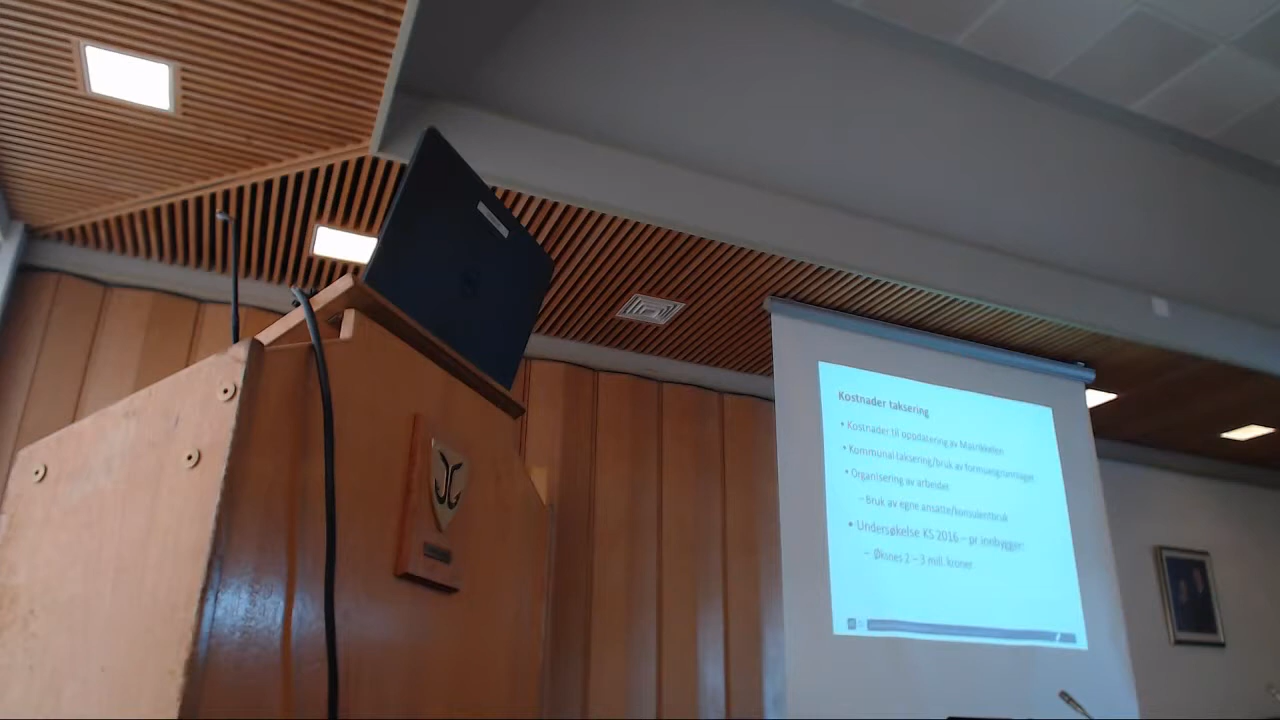 Kostnader taksering
• Kostnader til oppdatering av Matrikkelen
• Kommunal taksering/bruk av formuesgrunnlaget
• Organisering av arbeidet
– Bruk av egne ansatte/konsulentbruk
• Undersøkelse KS 2016 – pr innbygger:
– Øksnes 2 – 3 mill. kroner